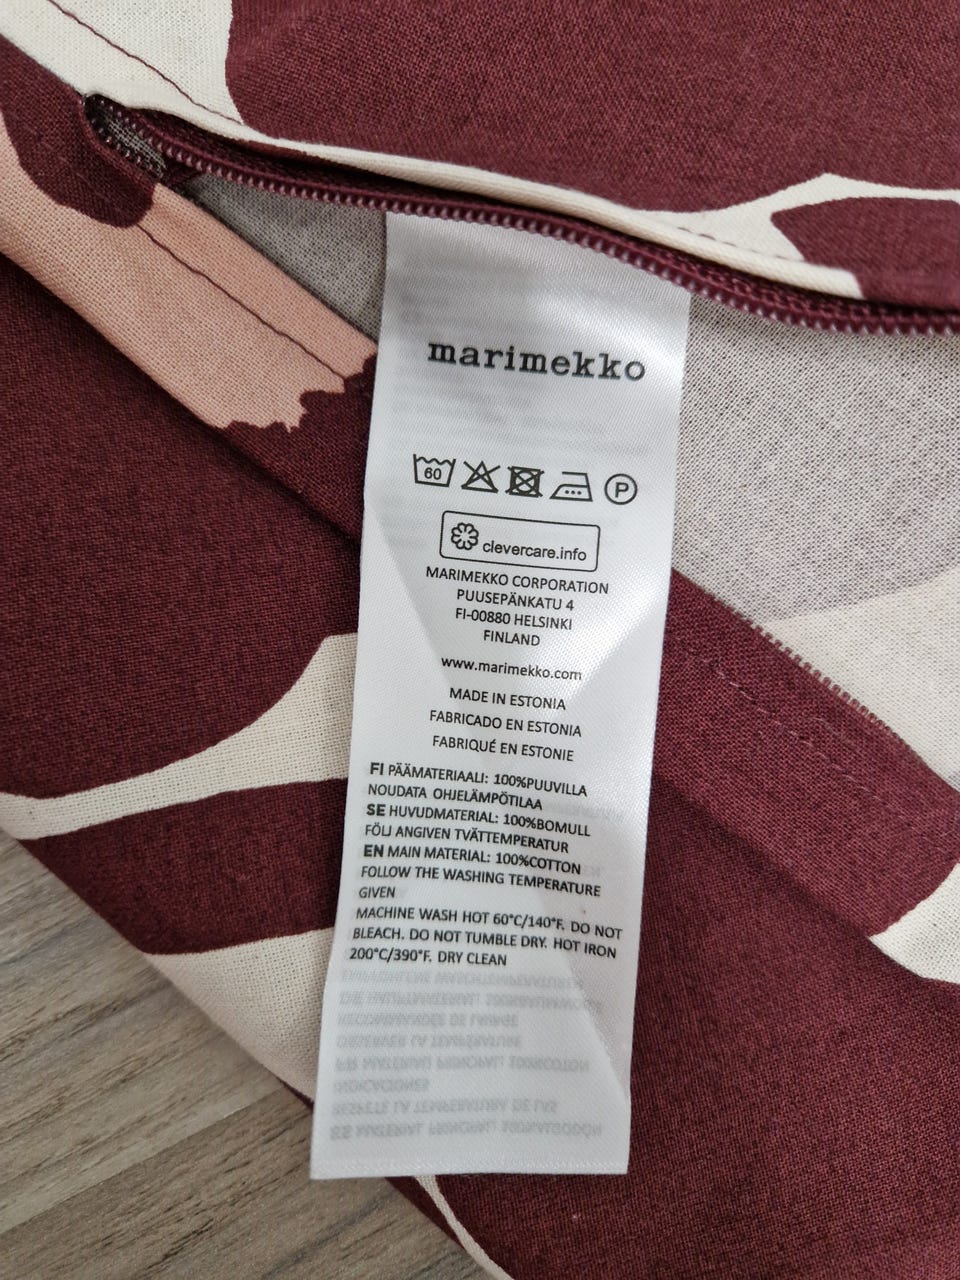 marimekko
60 P
clevercare.info
MARIMEKKO CORPORATION
PUUSEPÄNKATU 4
FI-00880 HELSINKI
FINLAND
www.marimekko.com
MADE IN ESTONIA
FABRICADO EN ESTONIA
FABRIQUÉ EN ESTONIE
FI PÄÄMATERIAALI: 100%PUUVILLA
NOUDATA OHJELÄMPÖTILAA
SE HUVUDMATERIAL: 100%BOMULL
FÖLJ ANGIVEN TVÄTTEMPERATUR
EN MAIN MATERIAL: 100%COTTON
FOLLOW THE WASHING TEMPERATURE
GIVEN
MACHINE WASH HOT 60°C/140°F. DO NOT
BLEACH. DO NOT TUMBLE DRY. HOT IRON
200°C/390°F. DRY CLEAN